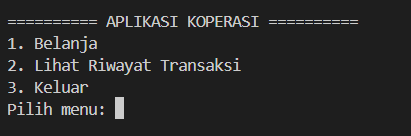 ========== APLIKASI KOPERASI ==========
1. Belanja
2. Lihat Riwayat Transaksi
3. Keluar
Pilih menu: